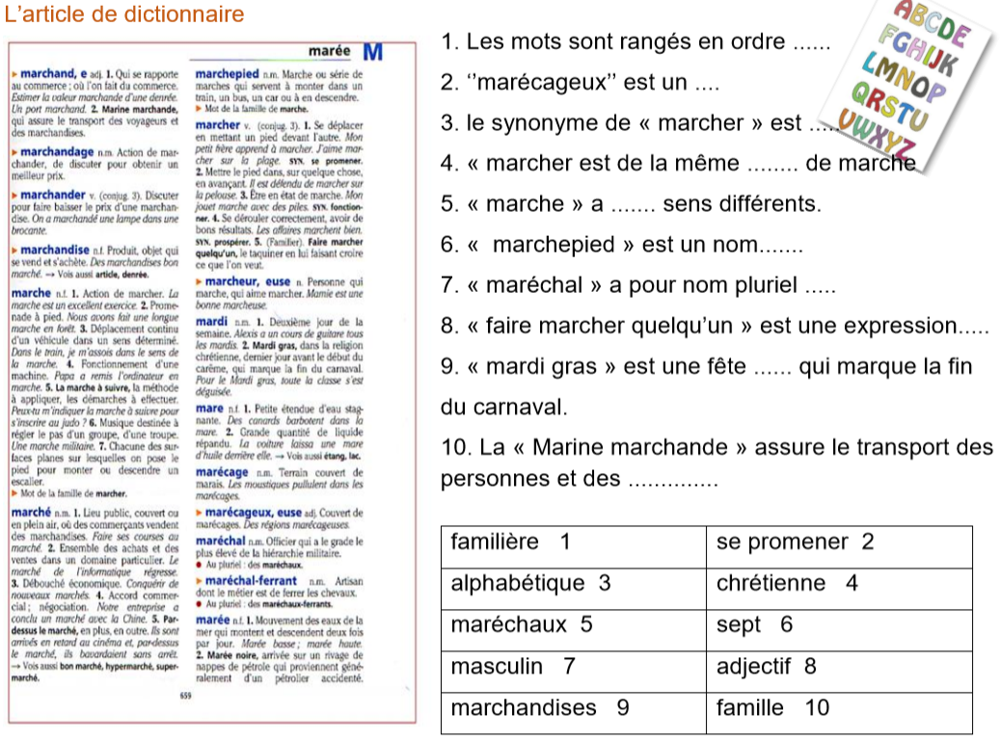 L’article de dictionnaire
marée M
marchand, e adj. 1. Qui se rapporte
au commerce ; où l'on fait du commerce.
Estimer la valeur marchande d'une denrée.
Un port marchand. 2. Marine marchande,
qui assure le transport des voyageurs et
des marchandises.
marchandage n.m. Action de mar-
chander, de discuter pour obtenir un
meilleur prix.
marchander v. (conjug. 3). Discuter
pour faire baisser le prix d'une marchan-
dise. On a marchandé une lampe dans une
brocante.
marchandise n.f. Produit, objet qui
se vend et s'achète. Des marchandises bon
marché. → Vois aussi article, denrée.
marche n.f. 1. Action de marcher. La
marche est un excellent exercice. 2. Prome-
nade à pied. Nous avons fait une longue
marche en forêt. 3. Déplacement continu
d'un véhicule dans un sens déterminé.
Dans le train, je m'assois dans le sens de
la marche. 4. Fonctionnement d'une
machine. Papa a remis l'ordinateur en
marche. 5. La marche à suivre, la méthode
à appliquer, les démarches à effectuer.
Peux-tu m'indiquer la marche à suivre pour
s'inscrire au judo ? 6. Musique destinée à
régler le pas d'un groupe, d'une troupe.
Une marche militaire. 7. Chacune des sur-
faces planes sur lesquelles on pose le
pied pour monter ou descendre un
escalier.
Mot de la famille de marcher.
marché n.m. 1. Lieu public, couvert ou
en plein air, où des commerçants vendent
des marchandises. Faire ses courses au
marché. 2. Ensemble des achats et des
ventes dans un domaine particulier. Le
marché de l'informatique régresse.
3. Débouché économique. Conquérir de
nouveaux marchés. 4. Accord commer-
cial ; négociation. Notre entreprise a
conclu un marché avec la Chine. 5. Par-
dessus le marché, en plus, en outre. Ils sont
arrivés en retard au cinéma et, par-dessus
le marché, ils bavardaient sans arrêt.
→ Vois aussi bon marché, hypermarché, super-
marché.
marchepied n.m. Marche ou série de
marches qui servent à monter dans un
train, un bus, un car ou à en descendre.
Mot de la famille de marche.
marcher v. (conjug. 3). 1. Se déplacer
en mettant un pied devant l'autre. Mon
petit frère apprend à marcher. J'aime mar-
cher sur la plage. SYN. se promener.
2. Mettre le pied dans, sur quelque chose,
en avançant. Il est défendu de marcher sur
la pelouse. 3. Être en état de marche. Mon
jouet marche avec des piles. SYN. fonction-
ner. 4. Se dérouler correctement, avoir de
bons résultats. Les affaires marchent bien.
SYN. prospérer. 5. (Familier). Faire marcher
quelqu'un, le taquiner en lui faisant croire
ce que l'on veut.
marcheur, euse n. Personne qui
marche, qui aime marcher. Mamie est une
bonne marcheuse.
mardi n.m. 1. Deuxième jour de la
semaine. Alexis a un cours de guitare tous
les mardis. 2. Mardi gras, dans la religion
chrétienne, dernier jour avant le début du
carême, qui marque la fin du carnaval.
Pour le Mardi gras, toute la classe s'est
déguisée.
mare n.f. 1. Petite étendue d'eau stag-
nante. Des canards barbotent dans la
mare. 2. Grande quantité de liquide
répandu. La voiture laissa une mare
d'huile derrière elle. → Vois aussi étang, lac.
marécage n.m. Terrain couvert de
marais. Les moustiques pullulent dans les
marécages.
marécageux, euse adj. Couvert de
marécages. Des régions marécageuses.
maréchal n.m. Officier qui a le grade le
plus élevé de la hiérarchie militaire.
Au pluriel : des maréchaux.
maréchal-ferrant n.m. Artisan
dont le métier est de ferrer les chevaux.
Au pluriel : des maréchaux-ferrants.
marée n.f. 1. Mouvement des eaux de la
mer qui montent et descendent deux fois
par jour. Marée basse ; marée haute.
2. Marée noire, arrivée sur un rivage de
nappes de pétrole qui proviennent géné-
ralement d'un pétrolier accidenté.
659
ABCDE
FGHIJK
LMNOP
QRSTU
VWXYZ
1. Les mots sont rangés en ordre ......
2. ‘’marécageux’’ est un ....
3. le synonyme de « marcher » est .....
4. « marcher est de la même ........ de marche
5. « marche » a ....... sens différents.
6. « marchepied » est un nom.......
7. « maréchal » a pour nom pluriel .....
8. « faire marcher quelqu’un » est une expression.....
9. « mardi gras » est une fête ...... qui marque la fin
du carnaval.
10. La « Marine marchande » assure le transport des
personnes et des ...............
familière 1 se promener 2
alphabétique 3 chrétienne 4
maréchaux 5 sept 6
masculin 7 adjectif 8
marchandises 9 famille 10